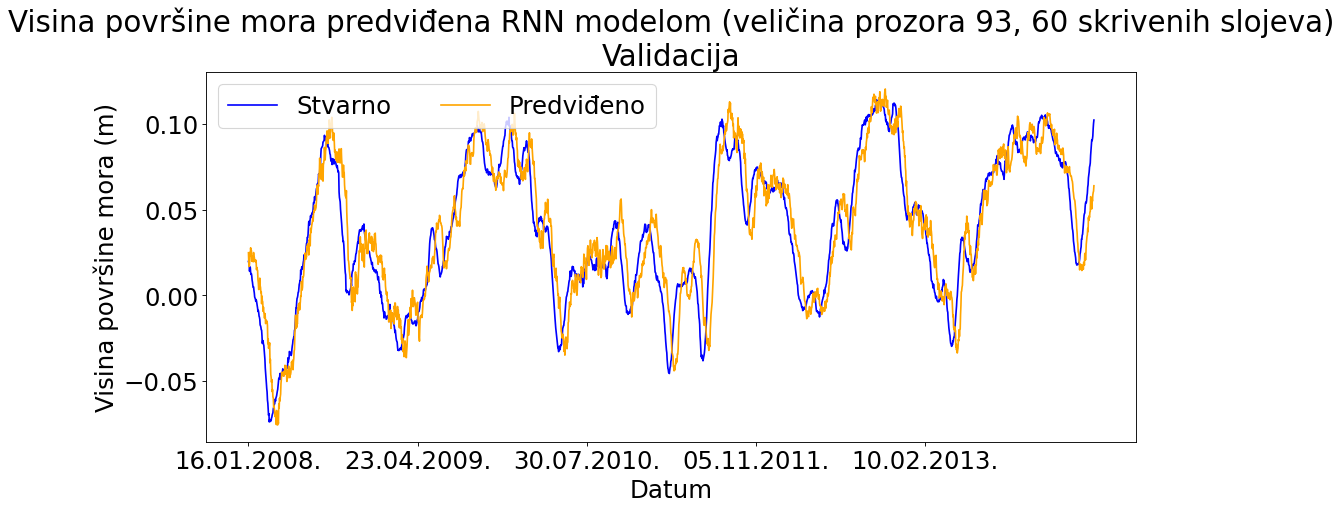 Visina površine mora predviđena RNN modelom (veličina prozora 93, 60 skrivenih slojeva)
Validacija
Stvarno Predviđeno
Visina površine mora (m)
0.10
0.05
0.00
−0.05
16.01.2008. 23.04.2009. 30.07.2010. 05.11.2011. 10.02.2013.
Datum